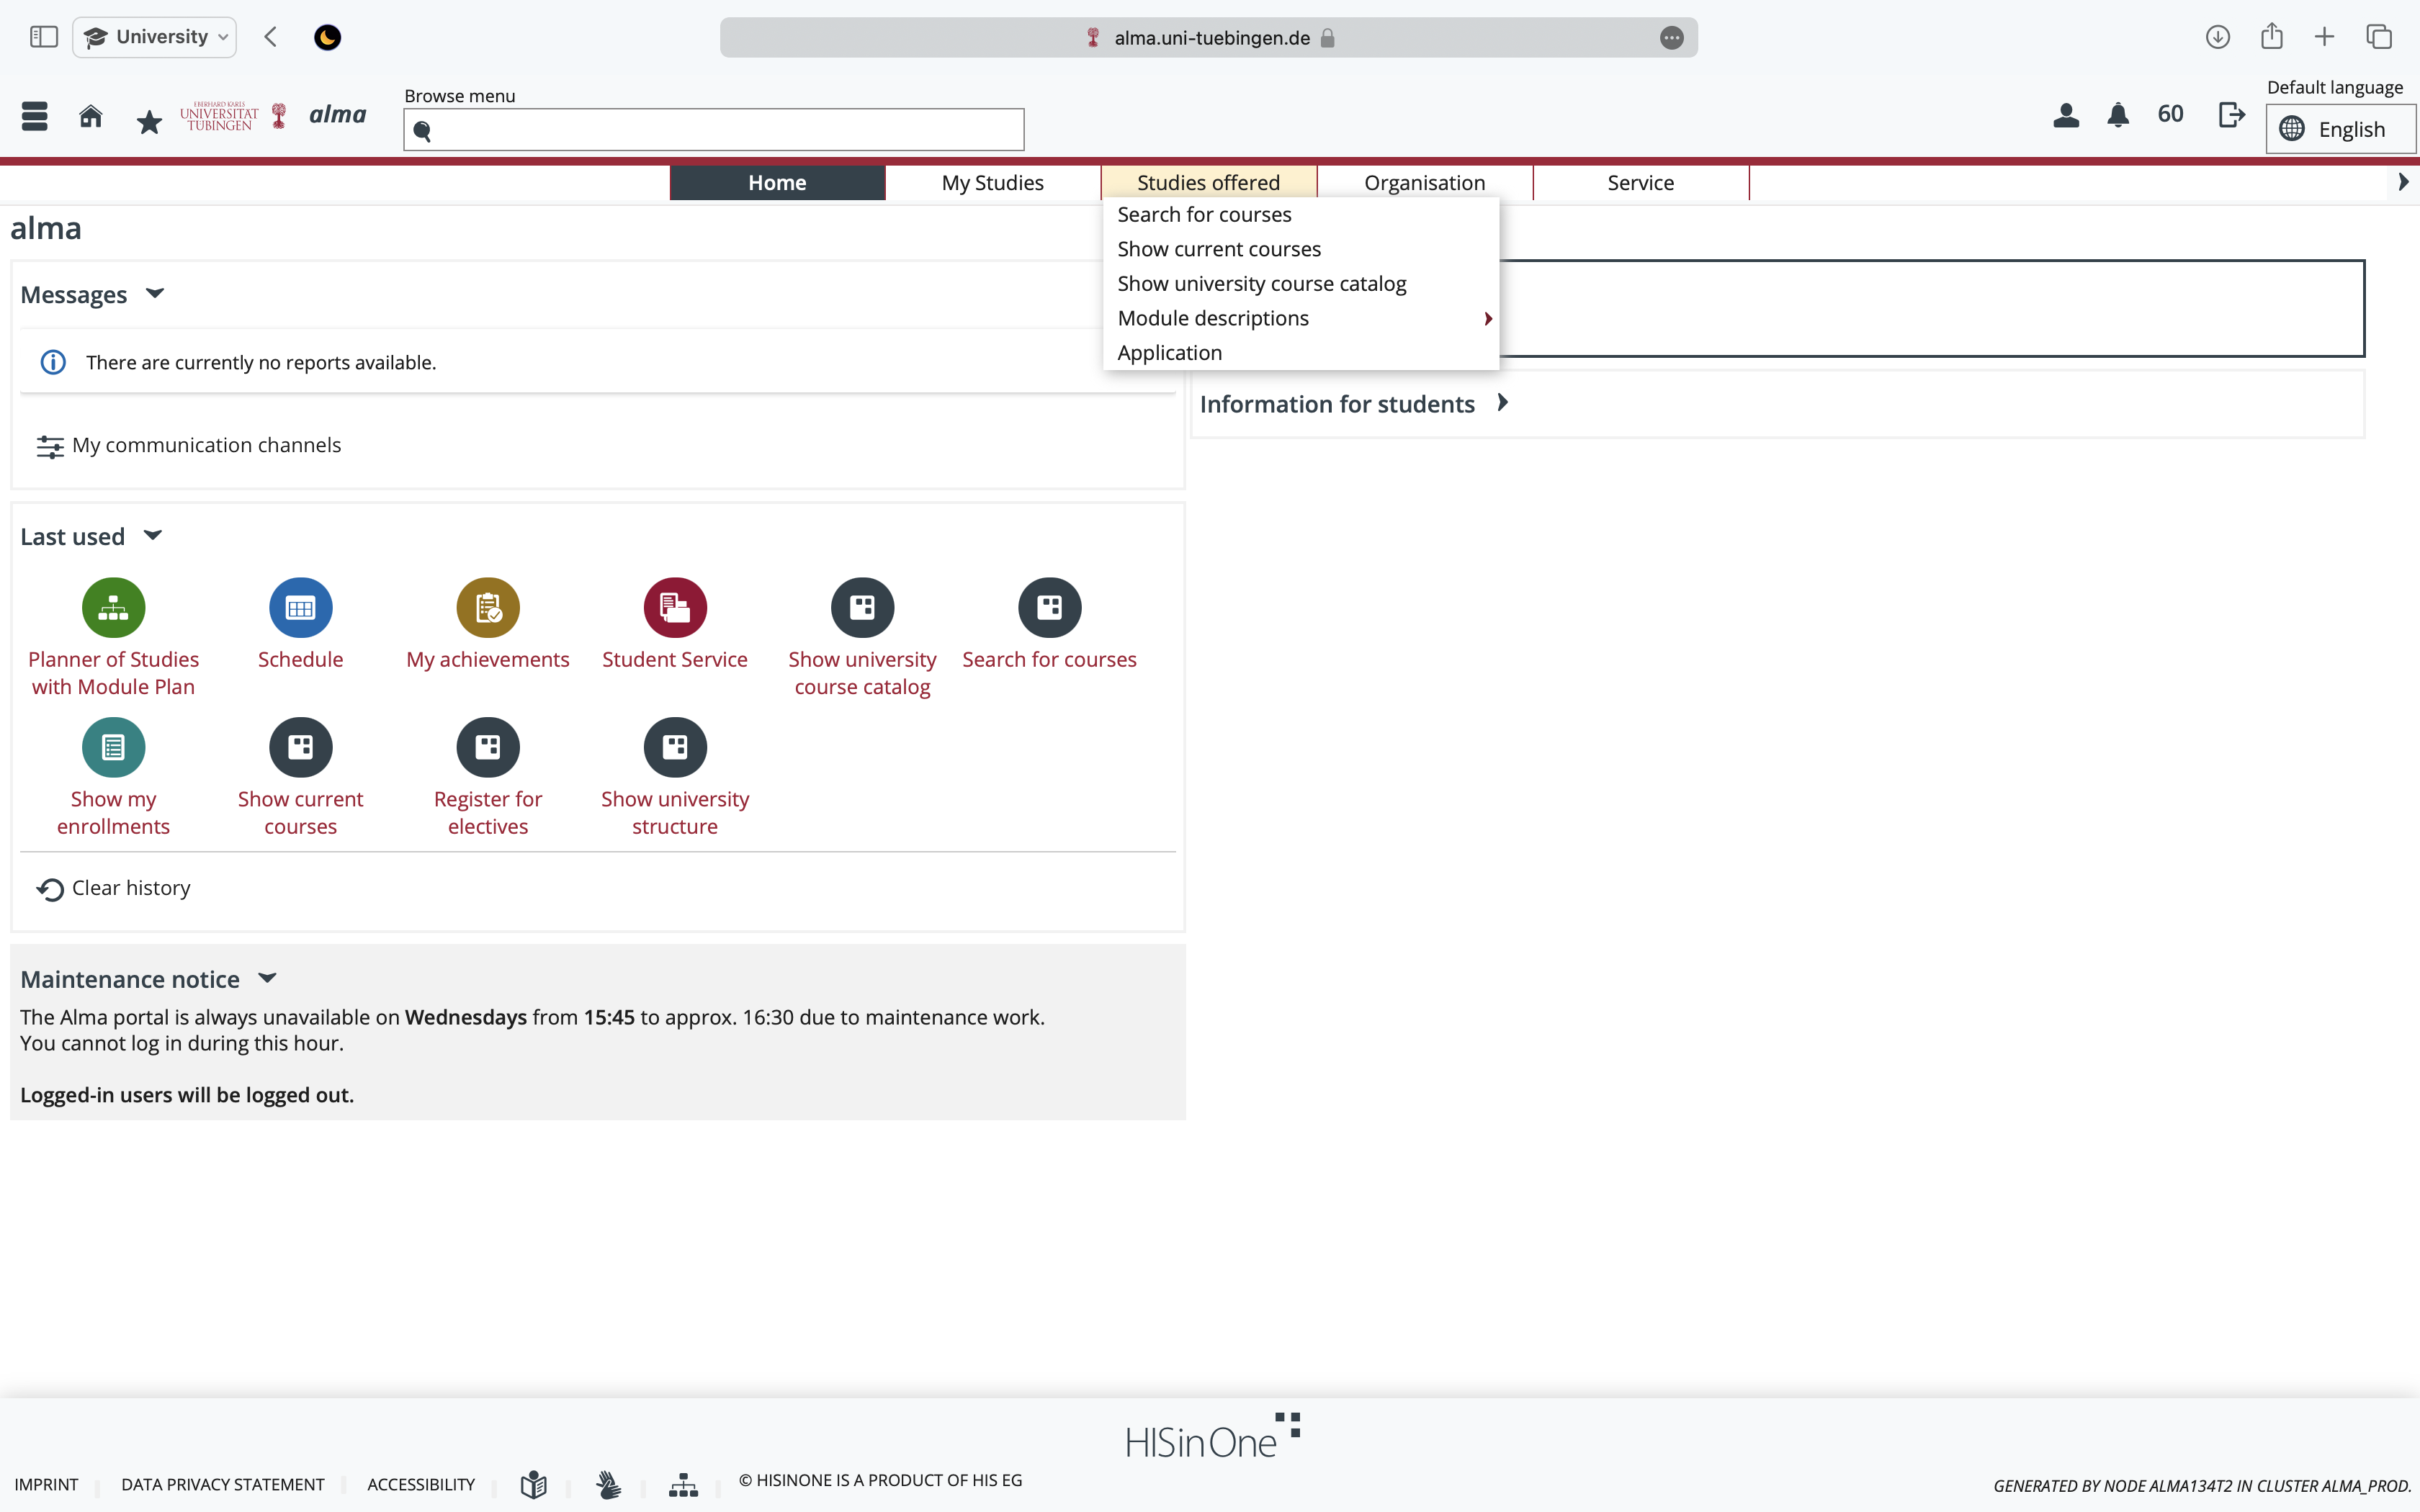 University
alma.uni-tuebingen.de
EBERHARD KARLS
UNIVERSITÄT
TÜBINGEN
alma
Browse menu
60
Default language
English
Home
My Studies
Studies offered
Organisation
Service
Search for courses
Show current courses
Show university course catalog
Module descriptions
Application
alma
Messages
There are currently no reports available.
My communication channels
Information for students
Last used
Planner of Studies
with Module Plan
Schedule
My achievements
Student Service
Show university
course catalog
Search for courses
Show my
enrollments
Show current
courses
Register for
electives
Show university
structure
Clear history
Maintenance notice
The Alma portal is always unavailable on Wednesdays from 15:45 to approx. 16:30 due to maintenance work.
You cannot log in during this hour.
Logged-in users will be logged out.
HISinOne
IMPRINT
DATA PRIVACY STATEMENT
ACCESSIBILITY
© HISINONE IS A PRODUCT OF HIS EG
GENERATED BY NODE ALMA134T2 IN CLUSTER ALMA_PROD.